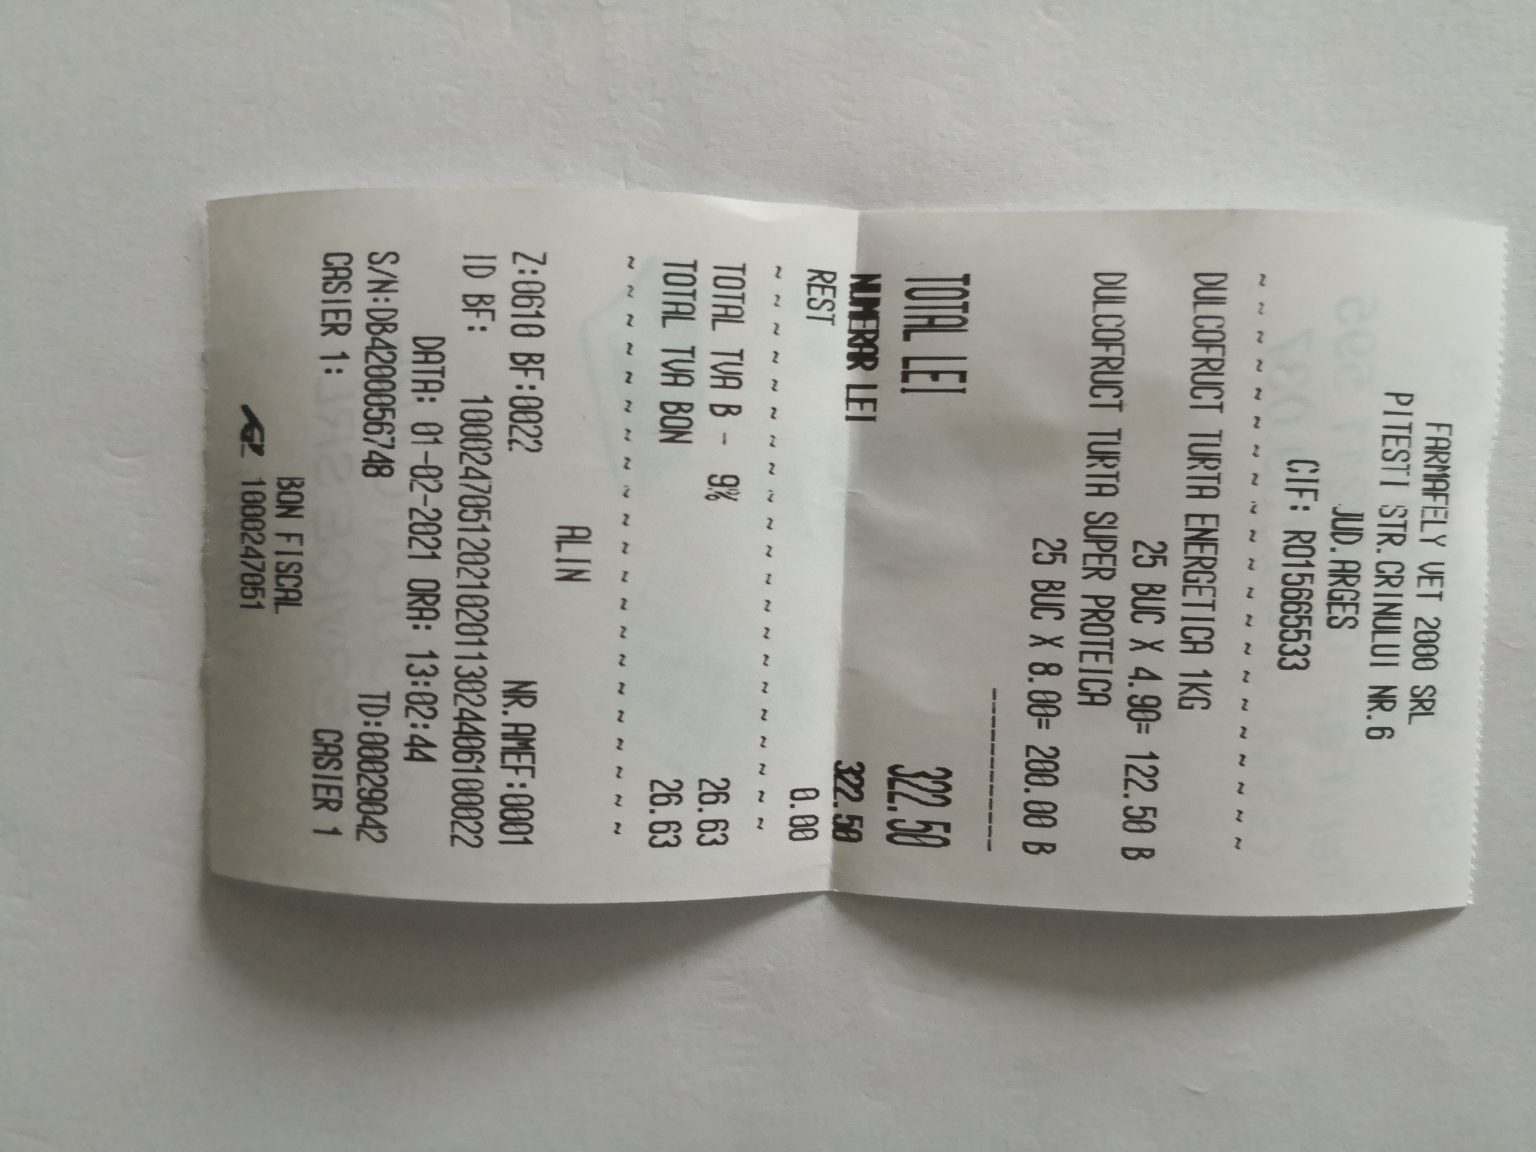 FARMAFELY VET 2000 SRL
PITESTI STR.CRINULUI NR.6
JUD.ARGES
CIF: RO15665533
~ ~ ~ ~ ~ ~ ~ ~ ~ ~ ~ ~ ~ ~ ~ ~ ~ ~ ~ ~ ~
DULCOFRUCT TURTA ENERGETICA 1KG
25 BUC X 4.90= 122.50 B
DULCOFRUCT TURTA SUPER PROTEICA
25 BUC X 8.00= 200.00 B
----------
TOTAL LEI 322.50
NUMERAR LEI 322.50
REST 0.00
~ ~ ~ ~ ~ ~ ~ ~ ~ ~ ~ ~ ~ ~ ~ ~ ~ ~ ~ ~ ~
TOTAL TVA B - 9% 26.63
TOTAL TVA BON 26.63
~ ~ ~ ~ ~ ~ ~ ~ ~ ~ ~ ~ ~ ~ ~ ~ ~ ~ ~ ~ ~
ALIN
Z:0610 BF:0022 NR.AMEF:0001
ID BF: 1000247051202102011302440610022
DATA: 01-02-2021 ORA: 13:02:44
S/N:DB4200056748 TD:00029042
CASIER 1: CASIER 1
BON FISCAL
1000247051